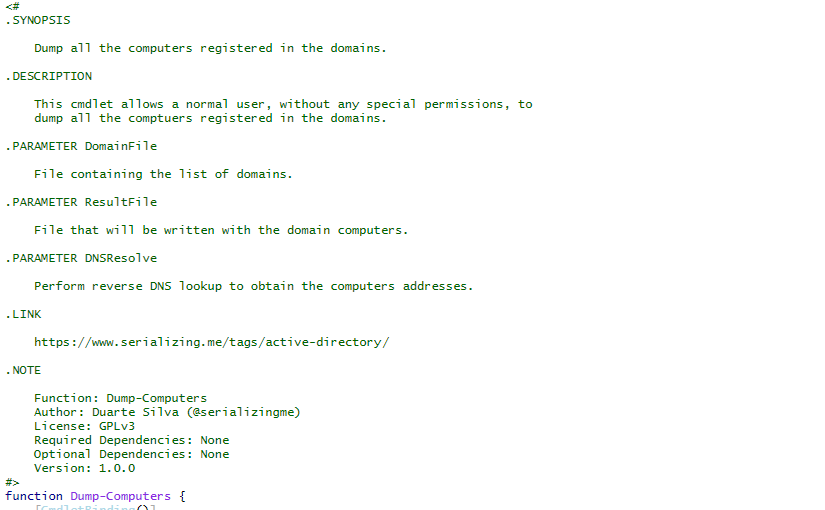 <#
.SYNOPSIS
Dump all the computers registered in the domains.
.DESCRIPTION
This cmdlet allows a normal user, without any special permissions, to
dump all the comptuers registered in the domains.
.PARAMETER DomainFile
File containing the list of domains.
.PARAMETER ResultFile
File that will be written with the domain computers.
.PARAMETER DNSResolve
Perform reverse DNS lookup to obtain the computers addresses.
.LINK
https://www.serializing.me/tags/active-directory/
.NOTE
Function: Dump-Computers
Author: Duarte Silva (@serializingme)
License: GPLv3
Required Dependencies: None
Optional Dependencies: None
Version: 1.0.0
#>
function Dump-Computers {
[CmdletBinding()]